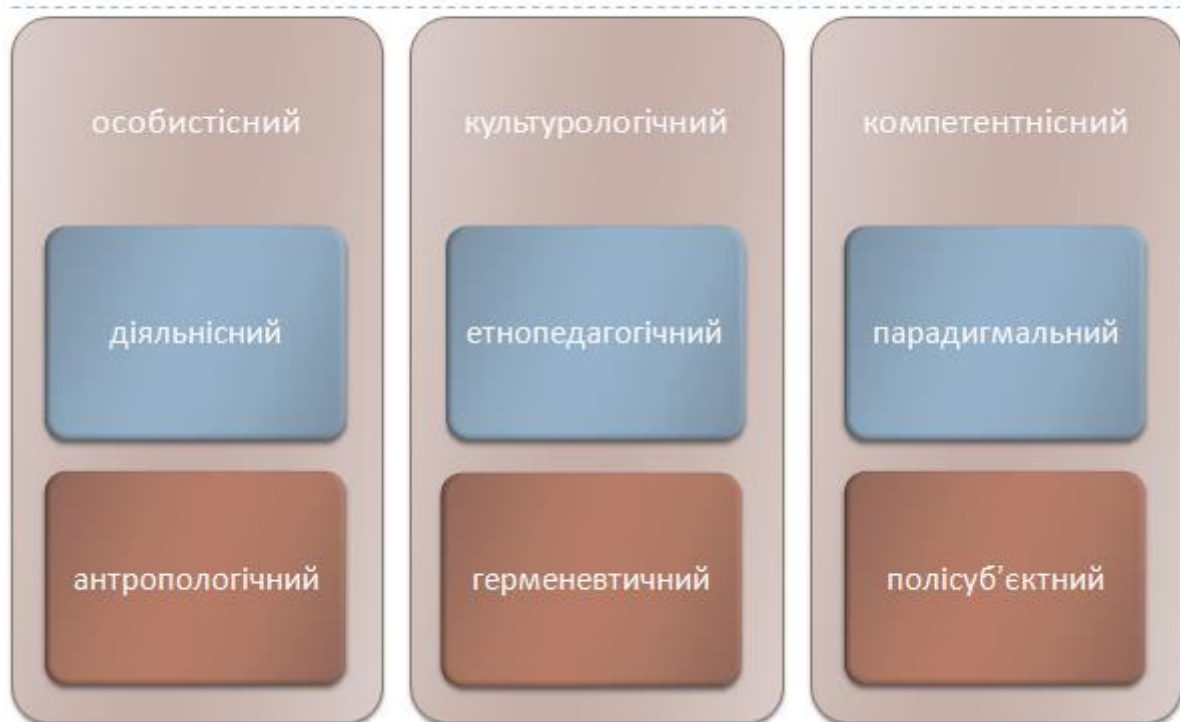 особистісний
культурологічний
компетентнісний
діяльнісний
етнопедагогічний
парадигмальний
антропологічний
герменевтичний
полісуб’єктний